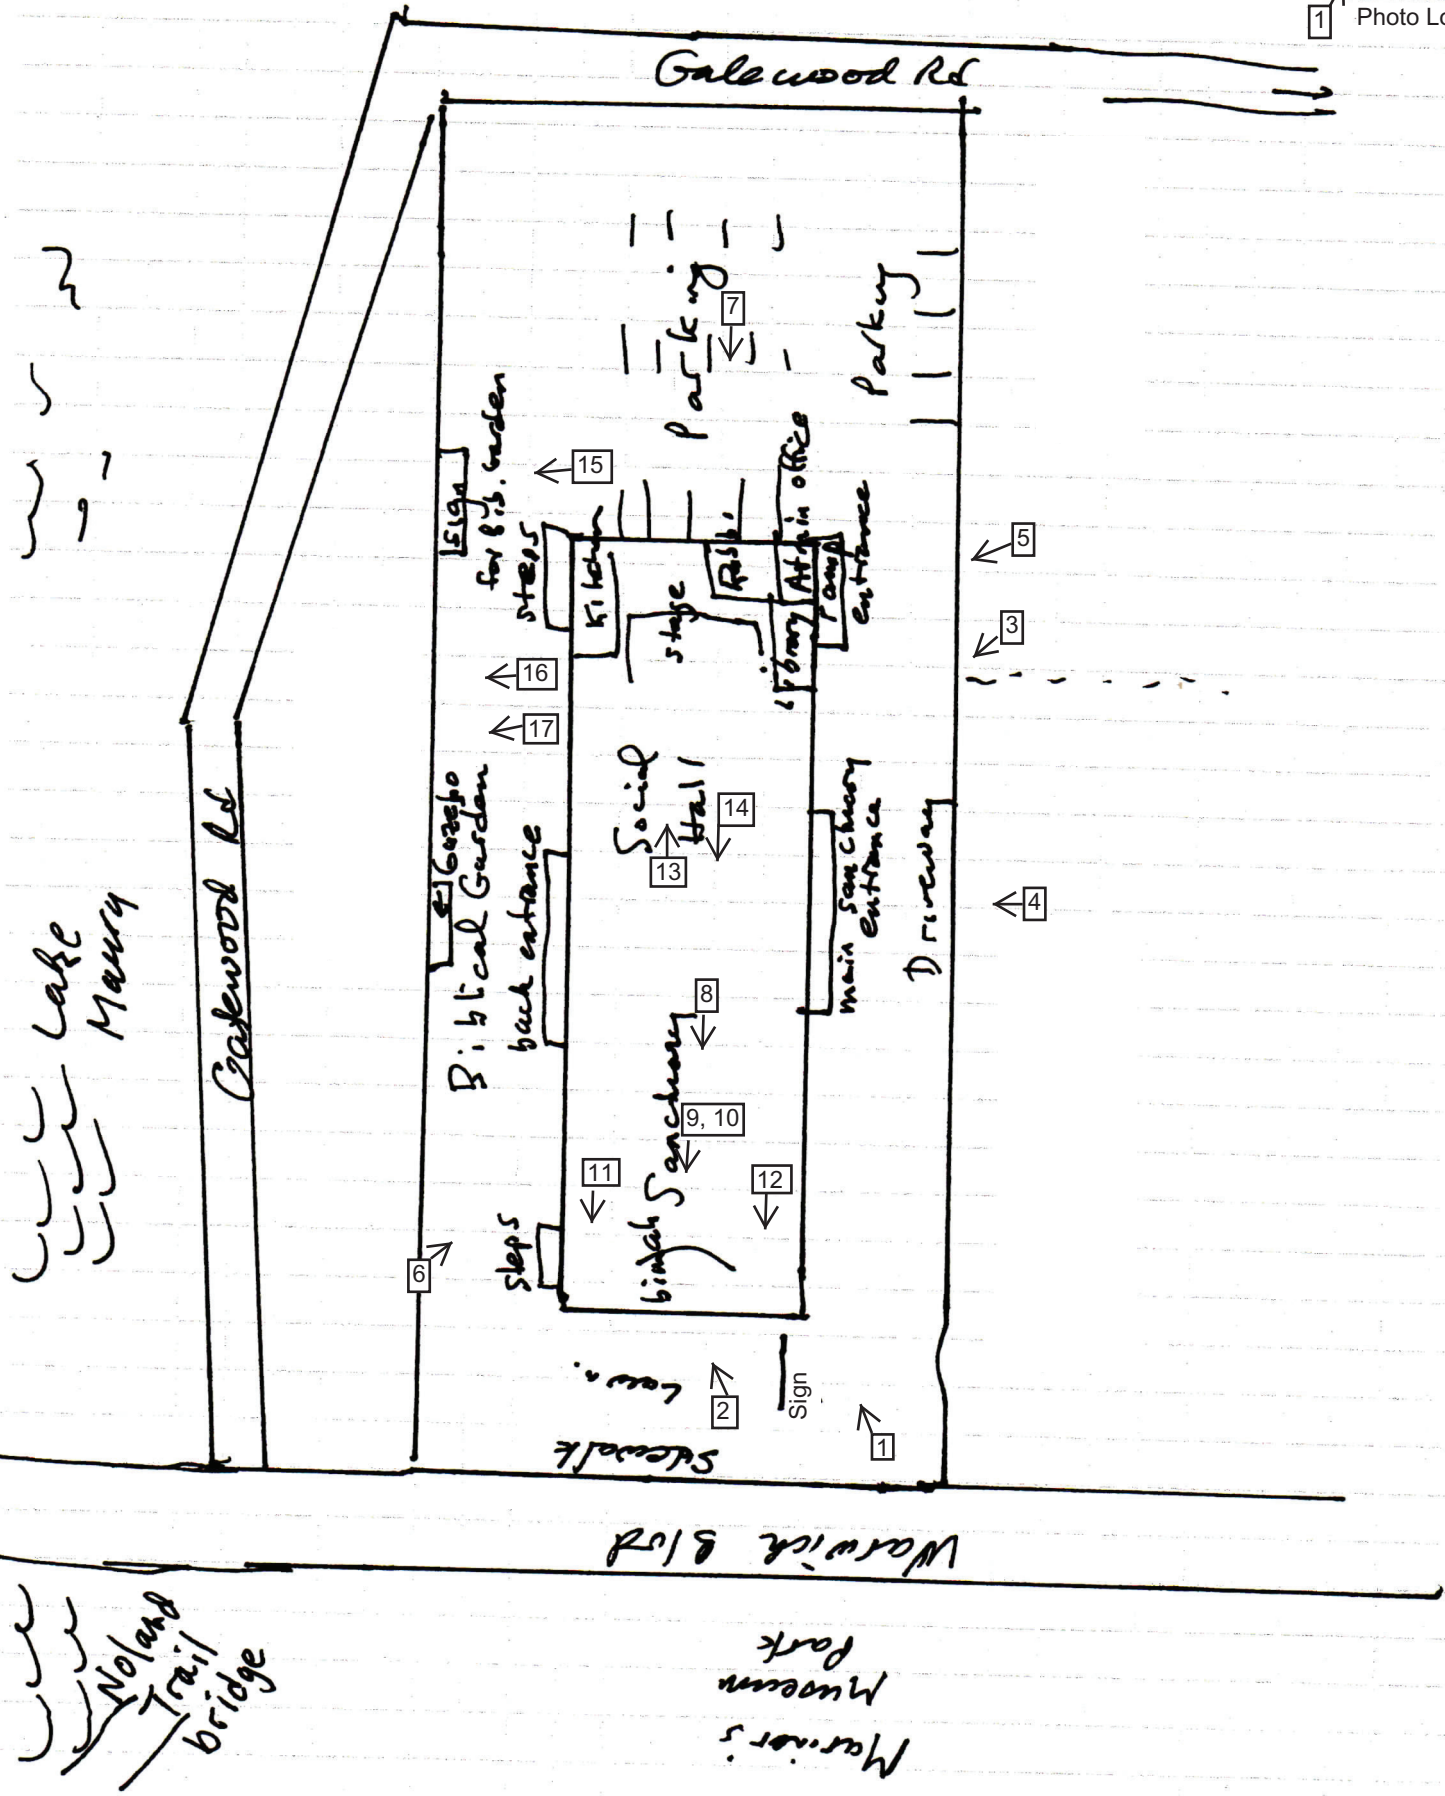 1 Photo Lo
Galewood Rd
Parking
7
Parking
Sign
for Bib. Garden
15
steps
Kitchen
stage
Rabbi
Admin office
Library
ramp
entrance
5
3
16
17
Social
Hall
14
13
Gazebo
Biblical Garden
back entrance
main sanctuary
entrance
Driveway
4
Lake
Maury
Gatewood Rd
8
Sanctuary
9, 10
11
12
bimah
steps
6
Lawn
2
Sign
1
Sidewalk
Warwick Blvd
Noland
Trail
bridge
Mariner's
Museum
Park